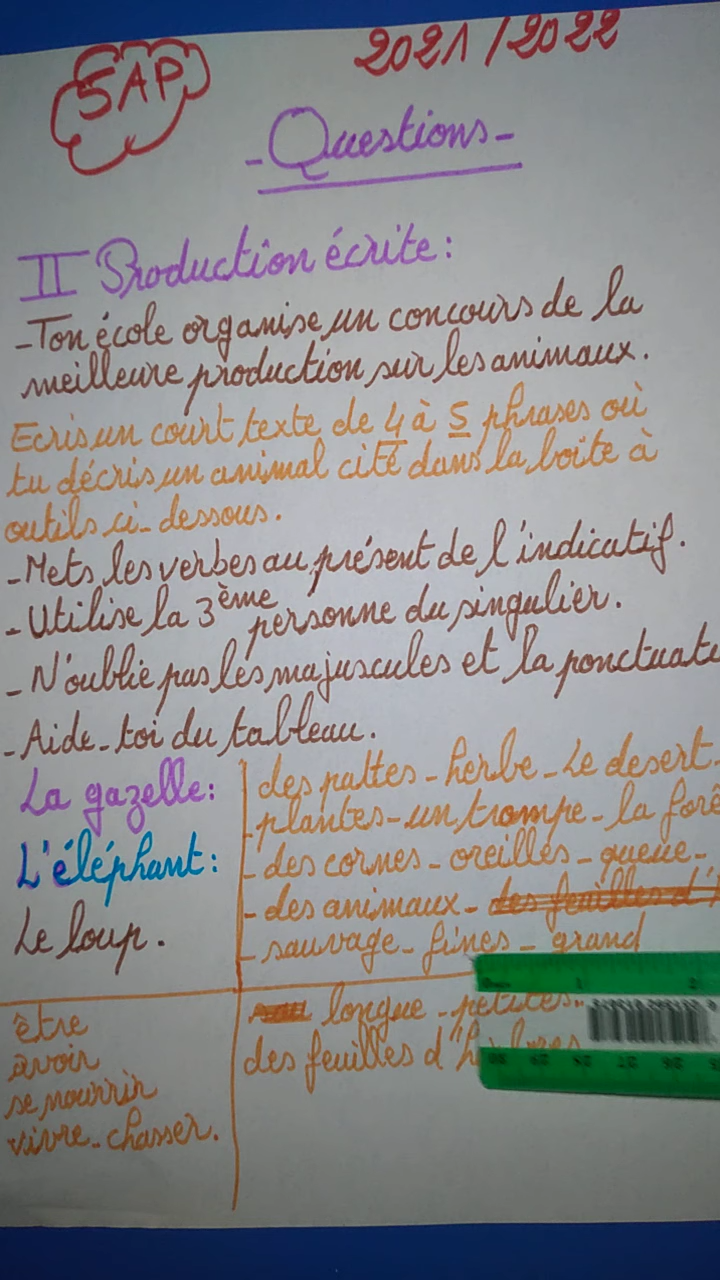 5AP
2021/2022
- Questions -
II Production écrite:
- Ton école organise un concours de la
meilleure production sur les animaux.
Ecris un court texte de 4 à 5 phrases où
tu décris un animal cité dans la boite à
outils ci-dessous.
- Mets les verbes au présent de l'indicatif.
- Utilise la 3ème personne du singulier.
- N'oublie pas les majuscules et la ponctuati
- Aide-toi du tableau.
La gazelle:
L'éléphant:
Le loup.
des pattes - herbe - Le desert -
- plantes - un trompe - la forê
- des cornes - oreilles - queue -
- des animaux - des feuilles d'
- sauvage - fines - grand
être
avoir
se nourrir
vivre - chasser.
longue - petites
des feuilles d'